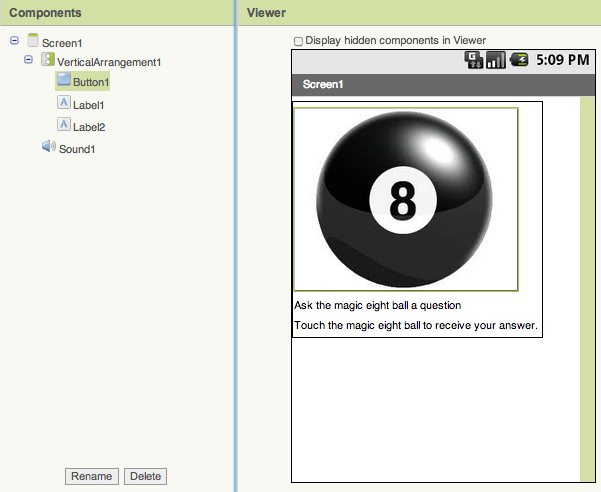 Components
Screen1
VerticalArrangement1
Button1
Label1
Label2
Sound1
Rename Delete
Viewer
Display hidden components in Viewer
G 5:09 PM
Screen1
8
Ask the magic eight ball a question
Touch the magic eight ball to receive your answer.